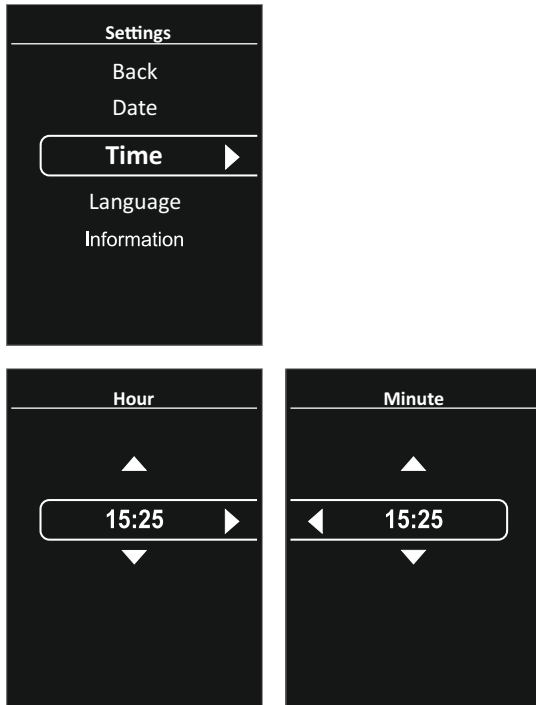 Settings
Back
Date
Time
Language
Information
Hour
15:25
Minute
15:25